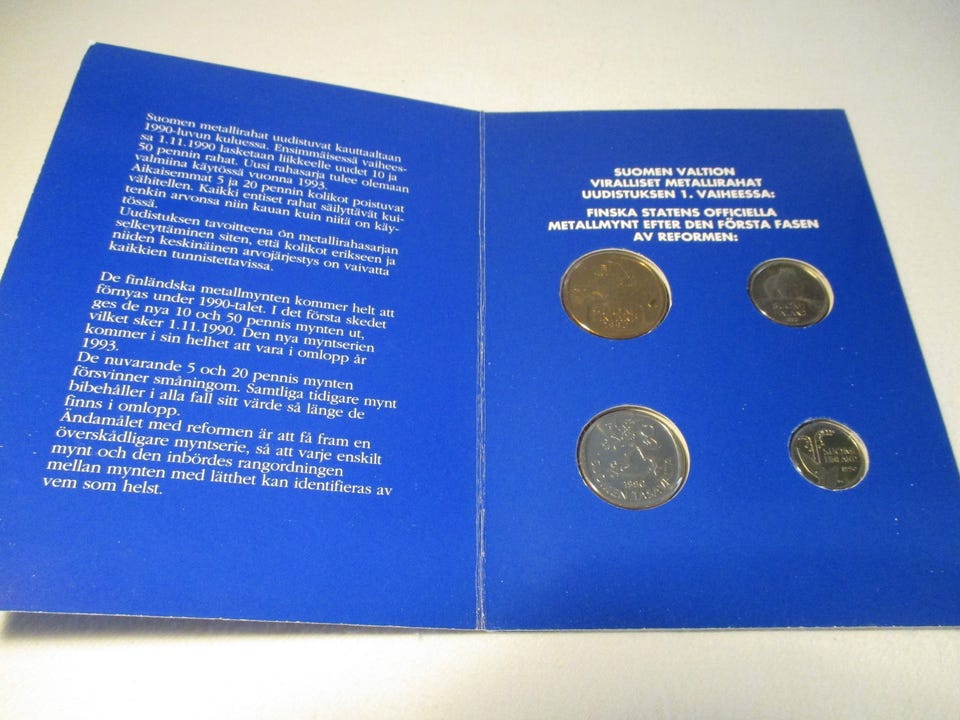 Suomen metallirahat uudistuvat kauttaaltaan
1990-luvun kuluessa. Ensimmäisessä vaihees-
sa 1.11.1990 lasketaan liikkeelle uudet 10 ja
50 pennin rahat. Uusi rahasarja tulee olemaan
valmiina käytössä vuonna 1993.
Aikaisemmat 5 ja 20 pennin kolikot poistuvat
vähitellen. Kaikki entiset rahat säilyttävät kui-
tenkin arvonsa niin kauan kuin niitä on käy-
tössä.
Uudistuksen tavoitteena ön metallirahasarjan
selkeyttäminen siten, että kolikot erikseen ja
niiden keskinäinen arvojärjestys on vaivatta
kaikkien tunnistettavissa.
De finländska metallmynten kommer helt att
förnyas under 1990-talet. I det första skedet
ges de nya 10 och 50 pennis mynten ut,
vilket sker 1.11.1990. Den nya myntserien
kommer i sin helhet att vara i omlopp år
1993.
De nuvarande 5 och 20 pennis mynten
försvinner småningom. Samtliga tidigare mynt
bibehåller i alla fall sitt värde så länge de
finns i omlopp.
Ändamålet med reformen är att få fram en
överskådligare myntserie, så att varje enskilt
mynt och den inbördes rangordningen
mellan mynten med lätthet kan identifieras av
vem som helst.
SUOMEN VALTION
VIRALLISET METALLIRAHAT
UUDISTUKSEN 1. VAIHEESSA:
FINSKA STATENS OFFICIELLA
METALLMYNT EFTER DEN FÖRSTA FASEN
AV REFORMEN:
1990
SUOMI
FINLAND
1990